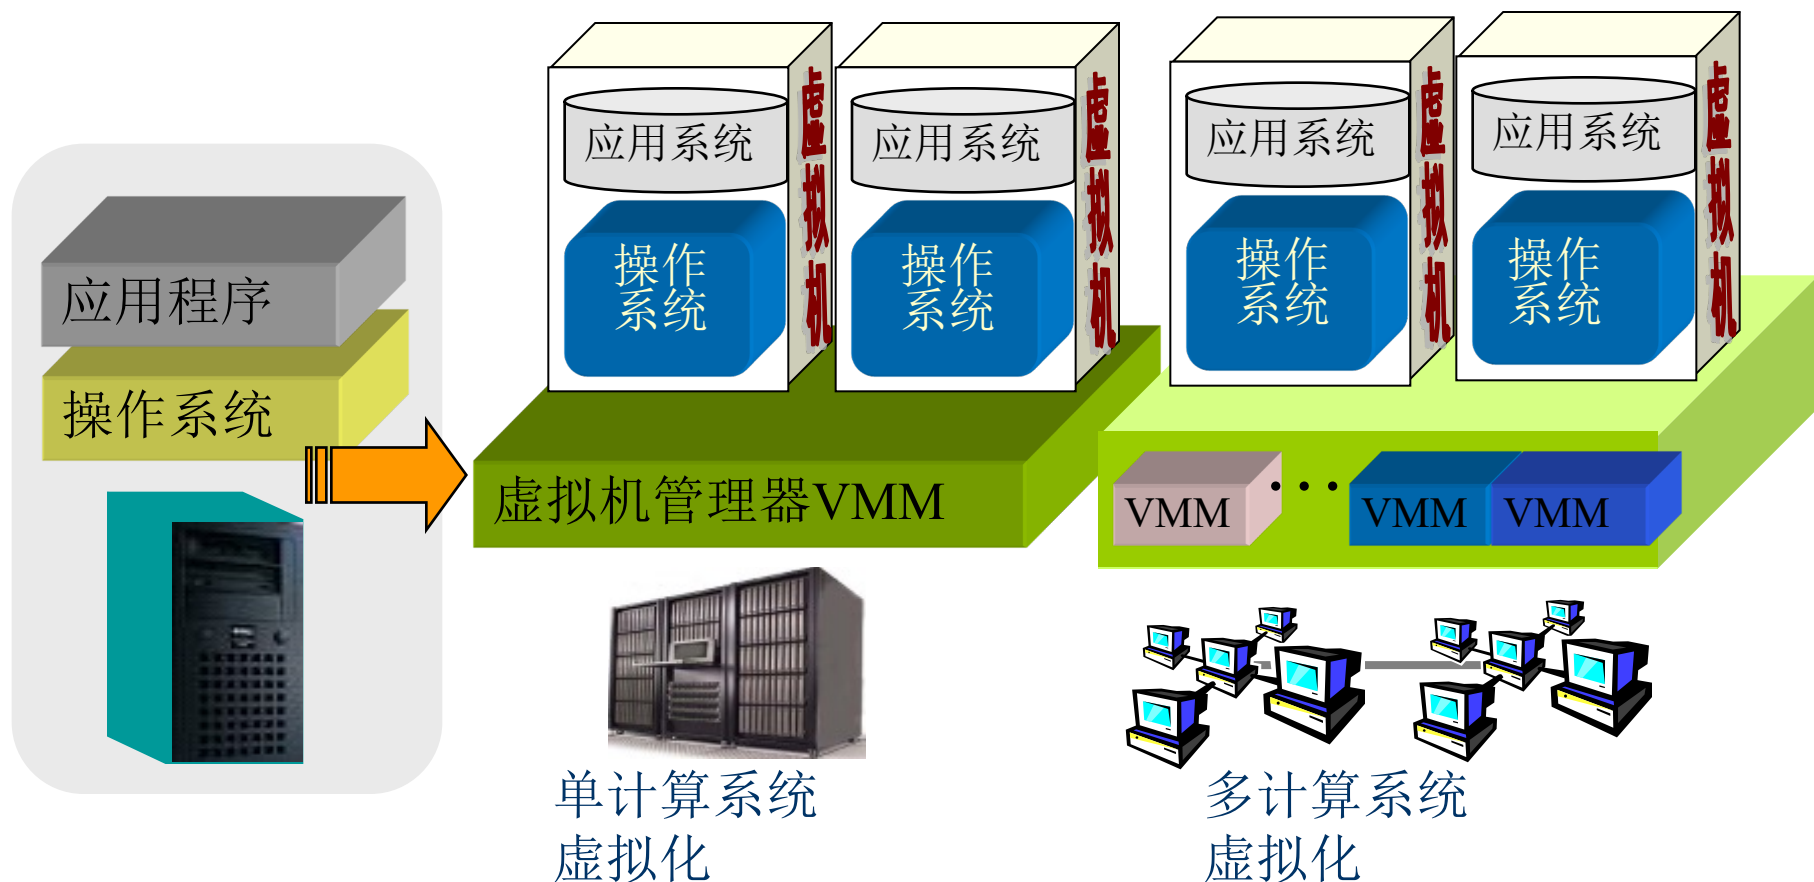 应用程序
操作系统
应用系统
操作
系统
虚拟机
应用系统
操作
系统
虚拟机
虚拟机管理器VMM
单计算系统
虚拟化
应用系统
操作
系统
虚拟机
应用系统
操作
系统
虚拟机
VMM ... VMM VMM
多计算系统
虚拟化